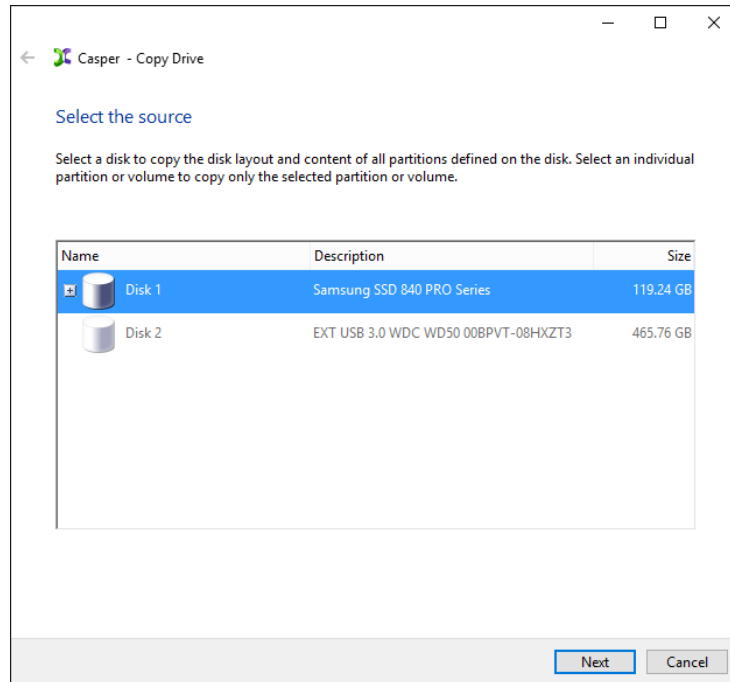 Casper - Copy Drive
Select the source
Select a disk to copy the disk layout and content of all partitions defined on the disk. Select an individual
partition or volume to copy only the selected partition or volume.
Name Description Size
Disk 1 Samsung SSD 840 PRO Series 119.24 GB
Disk 2 EXT USB 3.0 WDC WD50 00BPVT-08HXZT3 465.76 GB
Next Cancel